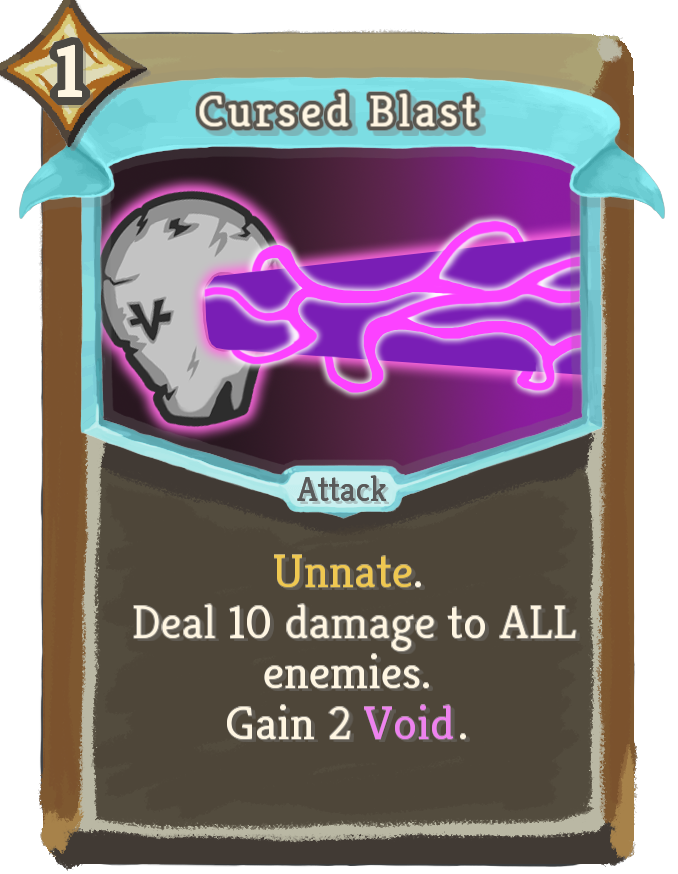 1
Cursed Blast
V
Attack
Unnate.
Deal 10 damage to ALL
enemies.
Gain 2 Void.